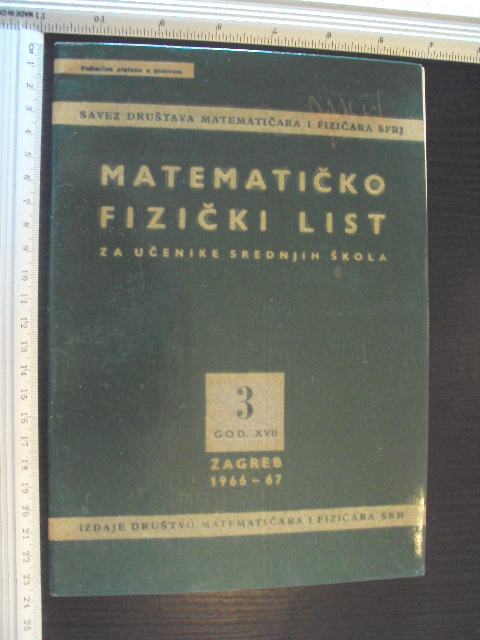 Poštarina plaćena u gotovom
SAVEZ DRUŠTAVA MATEMATIČARA I FIZIČARA SFRJ
MATEMATIČKO
FIZIČKI LIST
ZA UČENIKE SREDNJIH ŠKOLA
3
GOD. XVII
ZAGREB
1966-67
IZDAJE DRUŠTVO MATEMATIČARA I FIZIČARA SRH